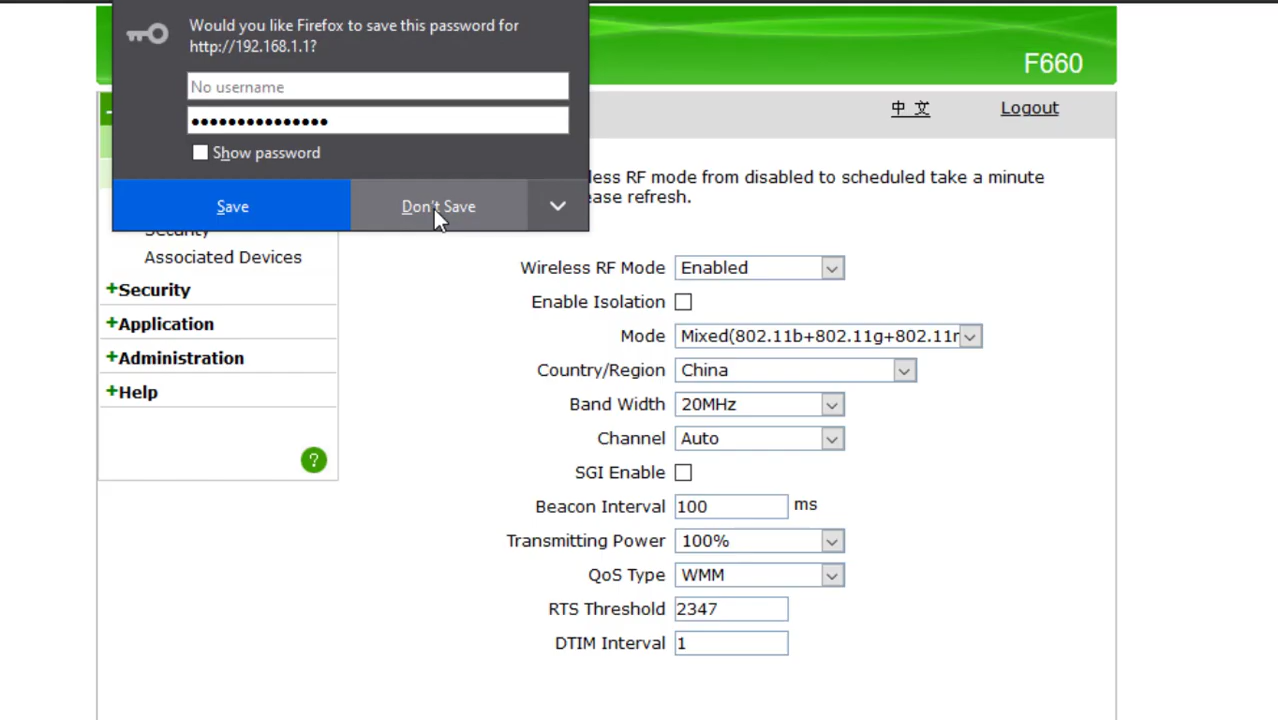 Would you like Firefox to save this password for
http://192.168.1.1?
No username
•••••••••••••••
Show password
Save
Don't Save
F660
中 文
Logout
less RF mode from disabled to scheduled take a minute
ease refresh.
Security
Associated Devices
+Security
+Application
+Administration
+Help
?
Wireless RF Mode Enabled
Enable Isolation
Mode Mixed(802.11b+802.11g+802.11n
Country/Region China
Band Width 20MHz
Channel Auto
SGI Enable
Beacon Interval 100 ms
Transmitting Power 100%
QoS Type WMM
RTS Threshold 2347
DTIM Interval 1